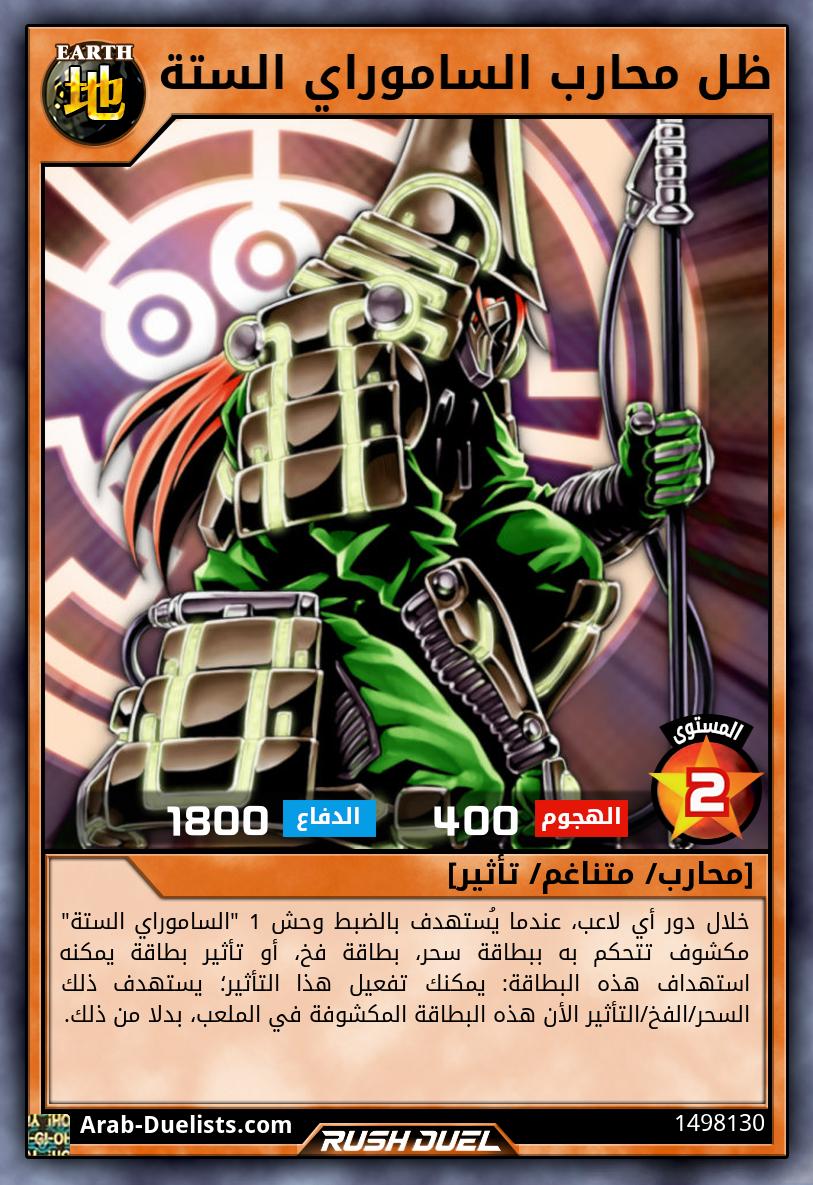 EARTH
地
ظل محارب الساموراي الستة
المستوى
2
الهجوم 400 الدفاع 1800
[محارب/ متناغم/ تأثير]
خلال دور أي لاعب، عندما يُستهدف بالضبط وحش 1 "الساموراي الستة"
مكشوف تتحكم به ببطاقة سحر، بطاقة فخ، أو تأثير بطاقة يمكنه
استهداف هذه البطاقة: يمكنك تفعيل هذا التأثير؛ يستهدف ذلك
السحر/الفخ/التأثير الأن هذه البطاقة المكشوفة في الملعب، بدلا من ذلك.
Arab-Duelists.com
RUSH DUEL
1498130